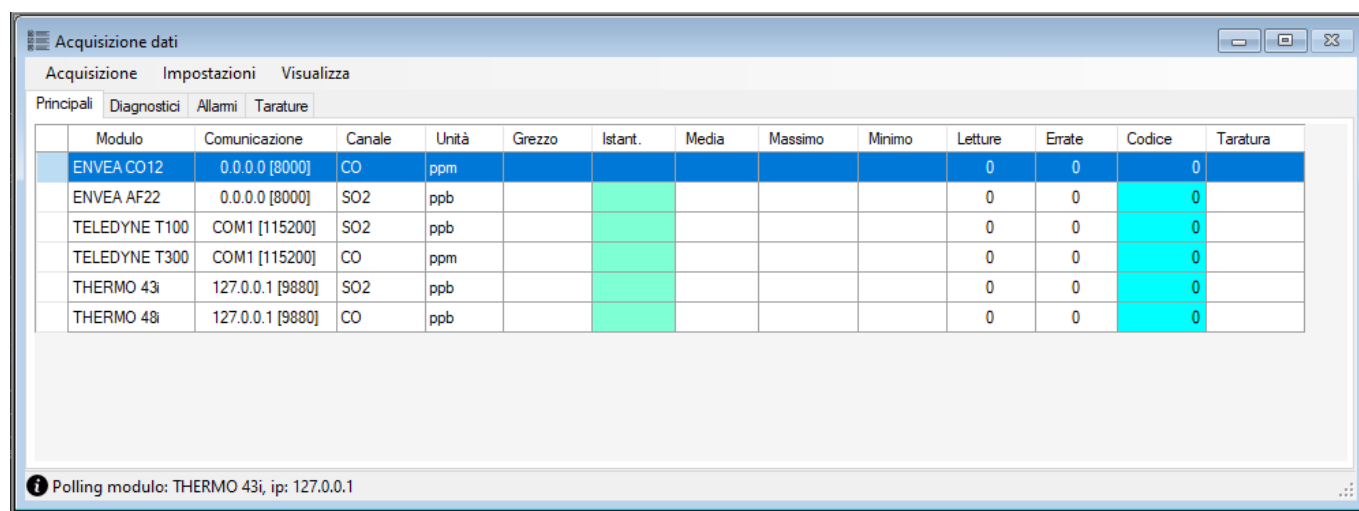 Acquisizione dati
Acquisizione Impostazioni Visualizza
Principali Diagnostici Allarmi Tarature
Modulo Comunicazione Canale Unità Grezzo Istant. Media Massimo Minimo Letture Errate Codice Taratura
ENVEA CO12 0.0.0.0 [8000] CO ppm 0 0 0
ENVEA AF22 0.0.0.0 [8000] SO2 ppb 0 0 0
TELEDYNE T100 COM1 [115200] SO2 ppb 0 0 0
TELEDYNE T300 COM1 [115200] CO ppm 0 0 0
THERMO 43i 127.0.0.1 [9880] SO2 ppb 0 0 0
THERMO 48i 127.0.0.1 [9880] CO ppb 0 0 0
Polling modulo: THERMO 43i, ip: 127.0.0.1